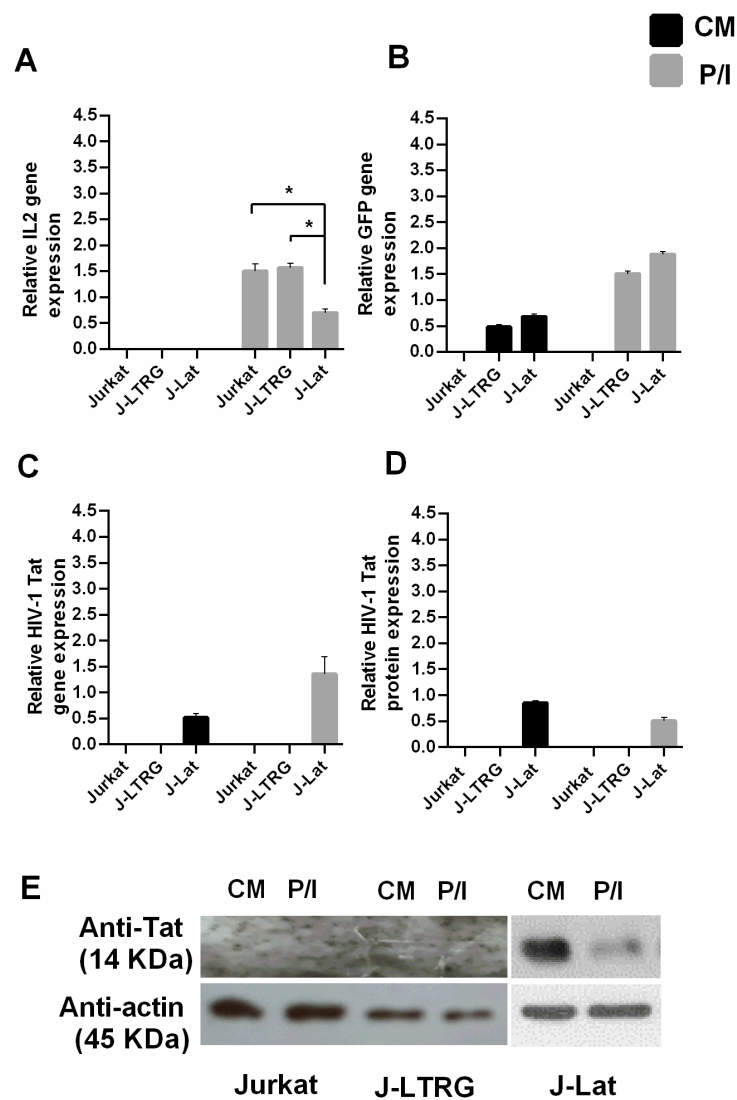 CM
P/I
A
Relative IL2 gene
expression
4.5
4.0
3.5
3.0
2.5
2.0
1.5
1.0
0.5
0.0
*
*
Jurkat
J-LTRG
J-Lat
Jurkat
J-LTRG
J-Lat
B
Relative GFP gene
expression
4.5
4.0
3.5
3.0
2.5
2.0
1.5
1.0
0.5
0.0
Jurkat
J-LTRG
J-Lat
Jurkat
J-LTRG
J-Lat
C
Relative HIV-1 Tat
gene expression
4.5
4.0
3.5
3.0
2.5
2.0
1.5
1.0
0.5
0.0
Jurkat
J-LTRG
J-Lat
Jurkat
J-LTRG
J-Lat
D
Relative HIV-1 Tat
protein expression
4.5
4.0
3.5
3.0
2.5
2.0
1.5
1.0
0.5
0.0
Jurkat
J-LTRG
J-Lat
Jurkat
J-LTRG
J-Lat
E
CM P/I CM P/I CM P/I
Anti-Tat
(14 KDa)
Anti-actin
(45 KDa)
Jurkat J-LTRG J-Lat